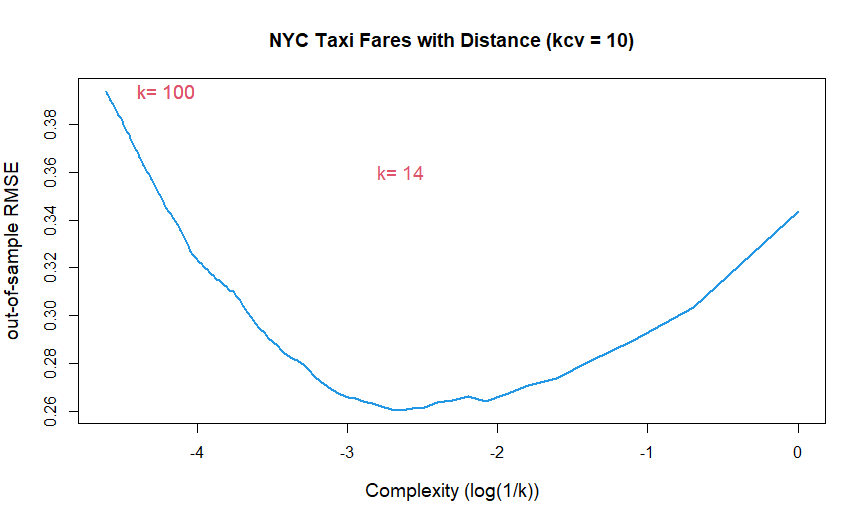 NYC Taxi Fares with Distance (kcv = 10)
k= 100
k= 14
out-of-sample RMSE
0.38
0.36
0.34
0.32
0.30
0.28
0.26
-4 -3 -2 -1 0
Complexity (log(1/k))